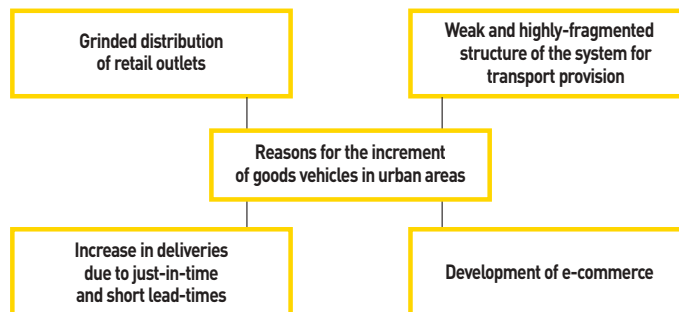 Grinded distribution
of retail outlets
Weak and highly-fragmented
structure of the system for
transport provision
Reasons for the increment
of goods vehicles in urban areas
Increase in deliveries
due to just-in-time
and short lead-times
Development of e-commerce